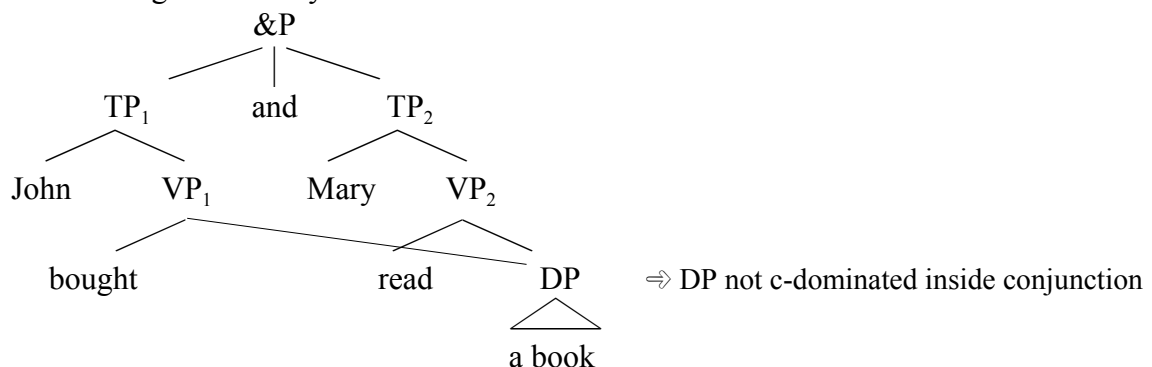 &P
TP₁ and TP₂
John VP₁ Mary VP₂
bought read DP ⇨ DP not c-dominated inside conjunction
a book